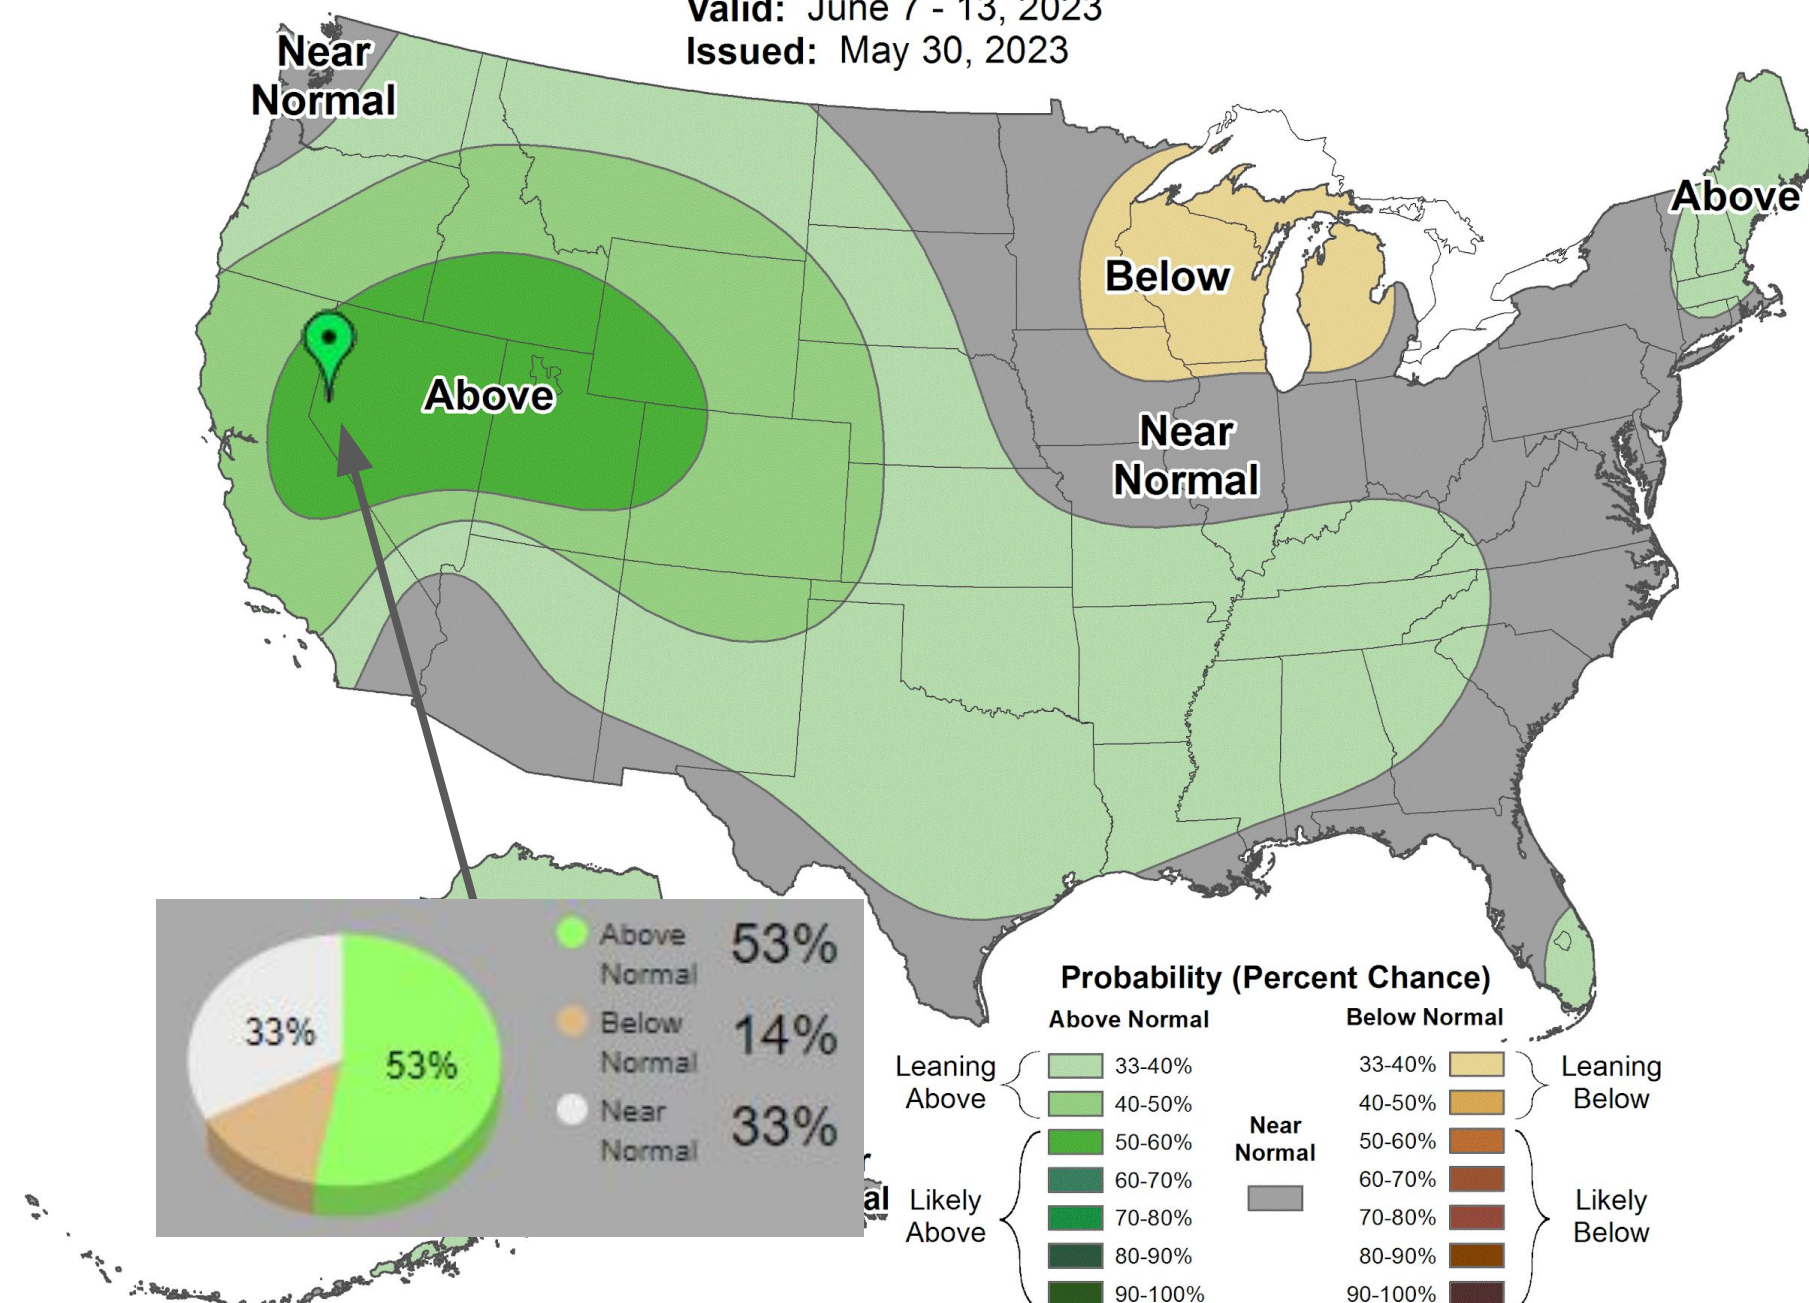 Valid: June 7 - 13, 2023
Issued: May 30, 2023
Near
Normal
Above
Below
Above
Near
Normal
Above
Normal
53%
Below
Normal
14%
Near
Normal
33%
33%
53%
al
Probability (Percent Chance)
Above Normal
Below Normal
Leaning
Above
33-40%
40-50%
Likely
Above
50-60%
60-70%
70-80%
80-90%
90-100%
Near
Normal
33-40%
40-50%
Leaning
Below
50-60%
60-70%
70-80%
80-90%
90-100%
Likely
Below